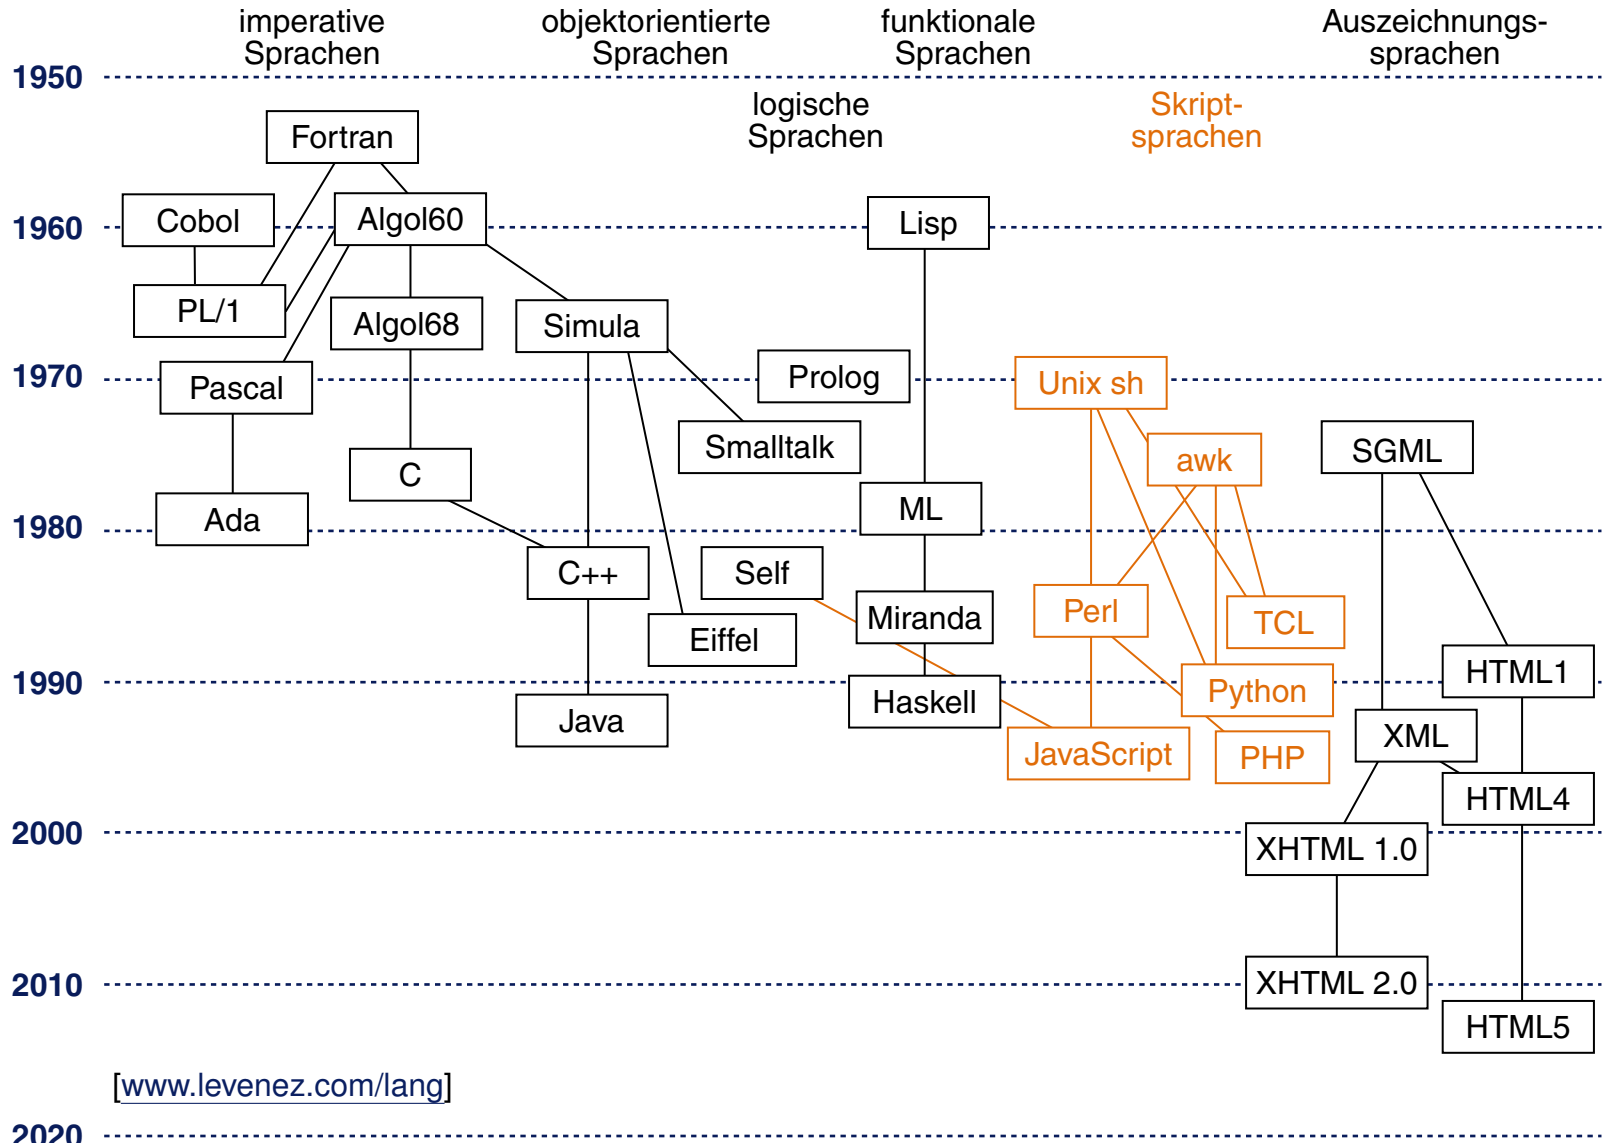 imperative
Sprachen
objektorientierte
Sprachen
funktionale
Sprachen
Auszeichnungs-
sprachen
1950
logische
Sprachen
Skript-
sprachen
Fortran
Cobol
Algol60
Lisp
1960
PL/1
Algol68
Simula
1970
Pascal
Prolog
Unix sh
Smalltalk
awk
SGML
C
ML
Ada
1980
C++
Self
Miranda
Perl
TCL
Eiffel
HTML1
1990
Haskell
Python
Java
XML
JavaScript
PHP
HTML4
2000
XHTML 1.0
2010
XHTML 2.0
HTML5
[www.levenez.com/lang]
2020